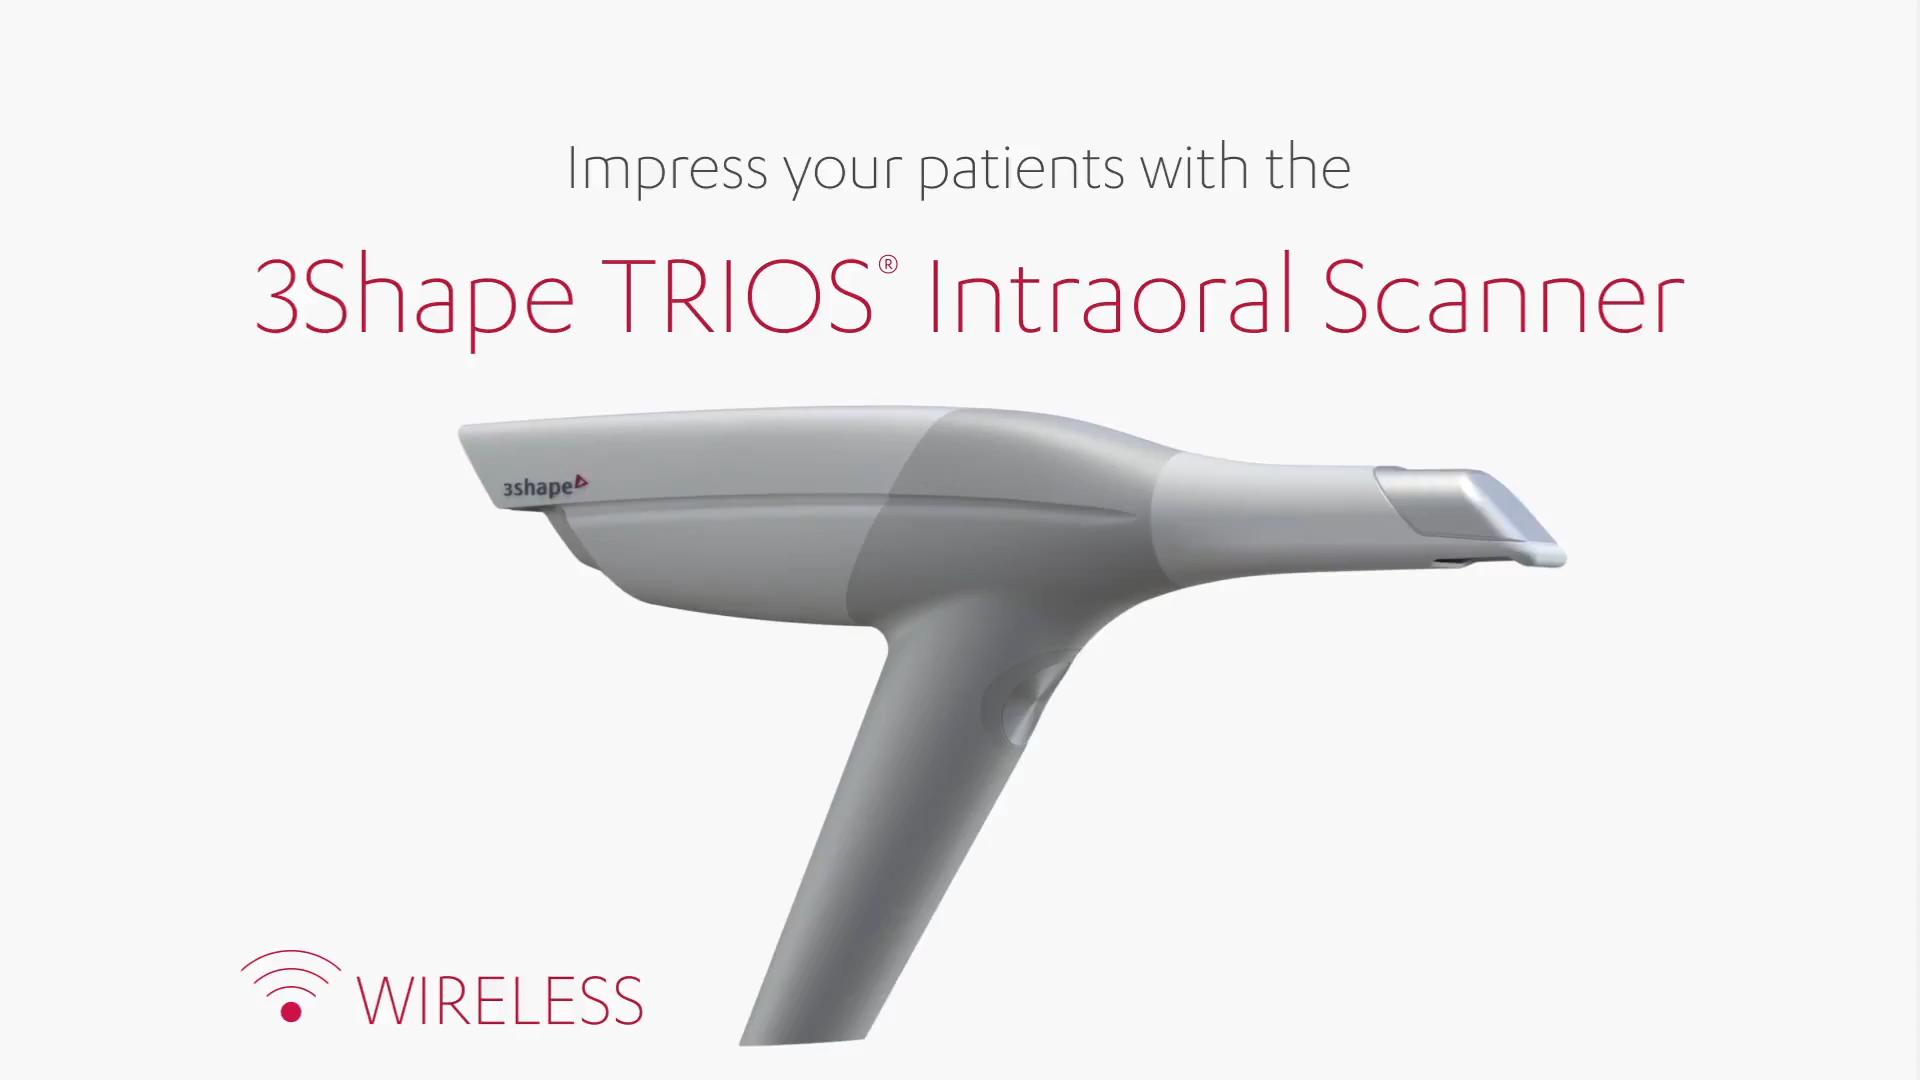 Impress your patients with the
3Shape TRIOS® Intraoral Scanner
3shape
WIRELESS